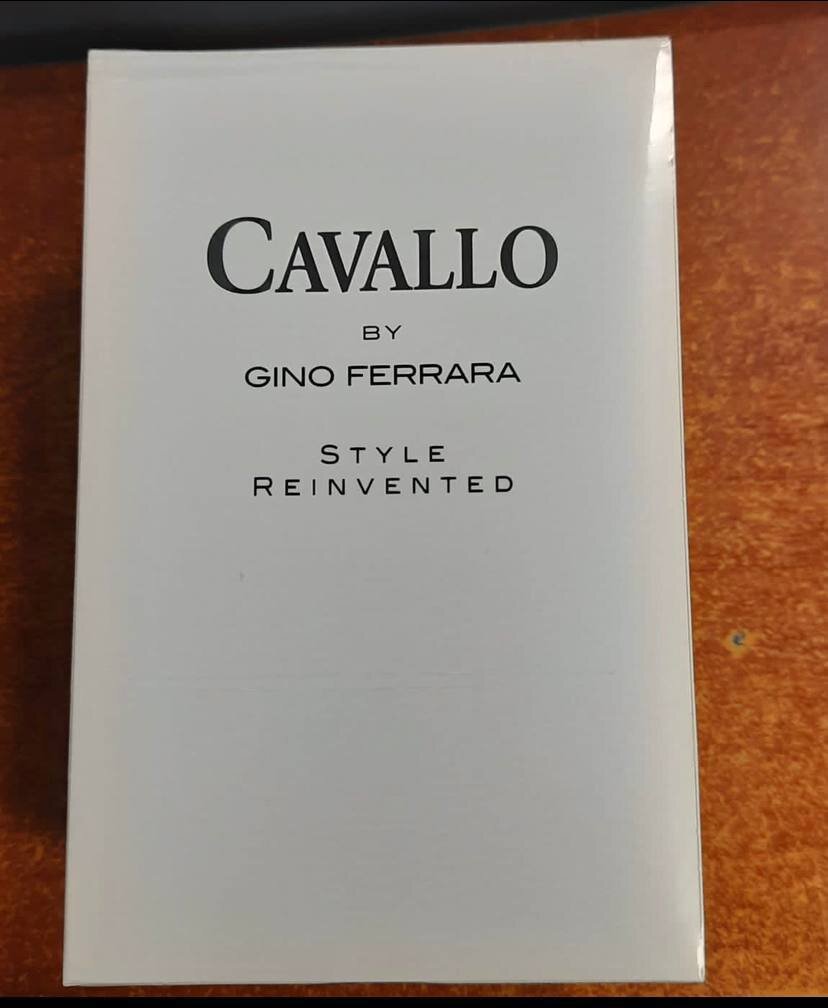 CAVALLO
BY
GINO FERRARA
STYLE
REINVENTED